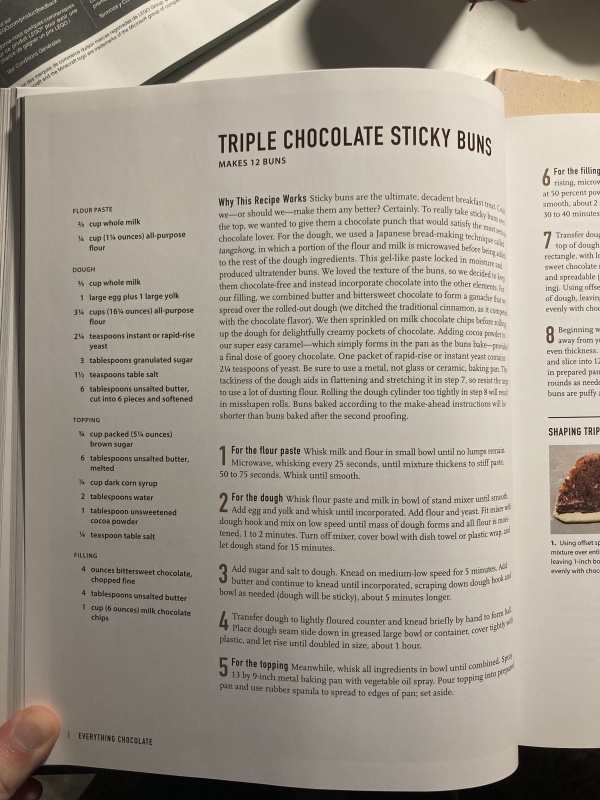 LEGO.com/productfeedback
pour avoir une
chance de gagner un prix LEGO
Voir Conditions Générales
and the Minecraft logo are trademarks of the Microsoft group of
TRIPLE CHOCOLATE STICKY BUNS
MAKES 12 BUNS
FLOUR PASTE
⅔ cup whole milk
¼ cup (1¼ ounces) all-purpose
flour
DOUGH
⅔ cup whole milk
1 large egg plus 1 large yolk
3¼ cups (16¼ ounces) all-purpose
flour
2¼ teaspoons instant or rapid-rise
yeast
3 tablespoons granulated sugar
1½ teaspoons table salt
6 tablespoons unsalted butter,
cut into 6 pieces and softened
TOPPING
¾ cup packed (5¼ ounces)
brown sugar
6 tablespoons unsalted butter,
melted
¼ cup dark corn syrup
2 tablespoons water
1 tablespoon unsweetened
cocoa powder
¼ teaspoon table salt
FILLING
4 ounces bittersweet chocolate,
chopped fine
4 tablespoons unsalted butter
1 cup (6 ounces) milk chocolate
chips
Why This Recipe Works Sticky buns are the ultimate, decadent breakfast treat.
we—or should we—make them any better? Certainly. To really take sticky buns over
the top, we wanted to give them a chocolate punch that would satisfy the most serious
chocolate lover. For the dough, we used a Japanese bread-making technique called
tangzhong, in which a portion of the flour and milk is microwaved before being added
to the rest of the dough ingredients. This gel-like paste locked in moisture and
produced ultratender buns. We loved the texture of the buns, so we decided to keep
them chocolate-free and instead incorporate chocolate into the other elements. For
our filling, we combined butter and bittersweet chocolate to form a ganache that we
spread over the rolled-out dough (we ditched the traditional cinnamon, as it competed
with the chocolate flavor). We then sprinkled on milk chocolate chips before rolling
up the dough for delightfully creamy pockets of chocolate. Adding cocoa powder to
our super easy caramel—which simply forms in the pan as the buns bake—provided
a final dose of gooey chocolate. One packet of rapid-rise or instant yeast contains
2¼ teaspoons of yeast. Be sure to use a metal, not glass or ceramic, baking pan. The
tackiness of the dough aids in flattening and stretching it in step 7, so resist the urge
to use a lot of dusting flour. Rolling the dough cylinder too tightly in step 8 will result
in misshapen rolls. Buns baked according to the make-ahead instructions will be
shorter than buns baked after the second proofing.
1 For the flour paste Whisk milk and flour in small bowl until no lumps remain.
Microwave, whisking every 25 seconds, until mixture thickens to stiff paste,
50 to 75 seconds. Whisk until smooth.
2 For the dough Whisk flour paste and milk in bowl of stand mixer until smooth.
Add egg and yolk and whisk until incorporated. Add flour and yeast. Fit mixer with
dough hook and mix on low speed until mass of dough forms and all flour is mois-
tened, 1 to 2 minutes. Turn off mixer, cover bowl with dish towel or plastic wrap, and
let dough stand for 15 minutes.
3 Add sugar and salt to dough. Knead on medium-low speed for 5 minutes. Add
butter and continue to knead until incorporated, scraping down dough hook and
bowl as needed (dough will be sticky), about 5 minutes longer.
4 Transfer dough to lightly floured counter and knead briefly by hand to form ball.
Place dough seam side down in greased large bowl or container, cover tightly with
plastic, and let rise until doubled in size, about 1 hour.
5 For the topping Meanwhile, whisk all ingredients in bowl until combined. Spray
13 by 9-inch metal baking pan with vegetable oil spray. Pour topping into prepared
pan and use rubber spatula to spread to edges of pan; set aside.
EVERYTHING CHOCOLATE
6 For the filling
rising, microw
at 50 percent pow
smooth, about 2
30 to 40 minutes
7 Transfer dou
top of dough
rectangle, with lo
sweet chocolate
and spreadable (
ing). Using offse
of dough, leaving
evenly with choc
8 Beginning w
away from yo
even thickness.
and slice into 12
in prepared pan
rounds as neede
buns are puffy a
SHAPING TRIP
1. Using offset sp
mixture over enti
leaving 1-inch bo
evenly with choc